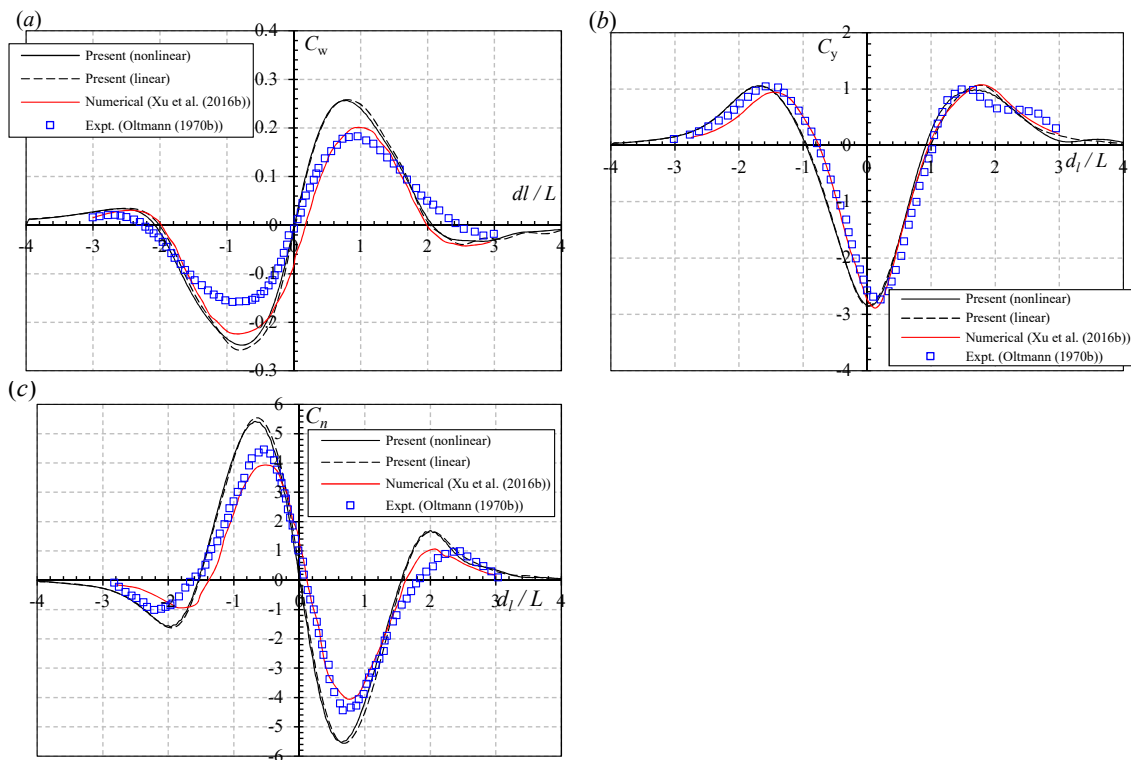 (a)
0.4
C_w
Present (nonlinear)
Present (linear)
Numerical (Xu et al. (2016b))
Expt. (Oltmann (1970b))
0.3
0.2
0.1
dl / L
0
-4 -3 -2 -1 0 1 2 3 4
-0.1
-0.2
-0.3
(b)
2
C_y
1
d_l / L
0
-4 -3 -2 -1 0 1 2 3 4
-1
-2
-3
-4
Present (nonlinear)
Present (linear)
Numerical (Xu et al. (2016b))
Expt. (Oltmann (1970b))
(c)
6
C_n
5
4
3
2
1
0
Present (nonlinear)
Present (linear)
Numerical (Xu et al. (2016b))
Expt. (Oltmann (1970b))
-4 -3 -2 -1 0 1 2 3 4
d_l / L
-1
-2
-3
-4
-5
-6